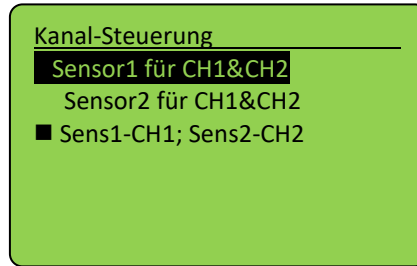 Kanal-Steuerung
Sensor1 für CH1&CH2
Sensor2 für CH1&CH2
■ Sens1-CH1; Sens2-CH2